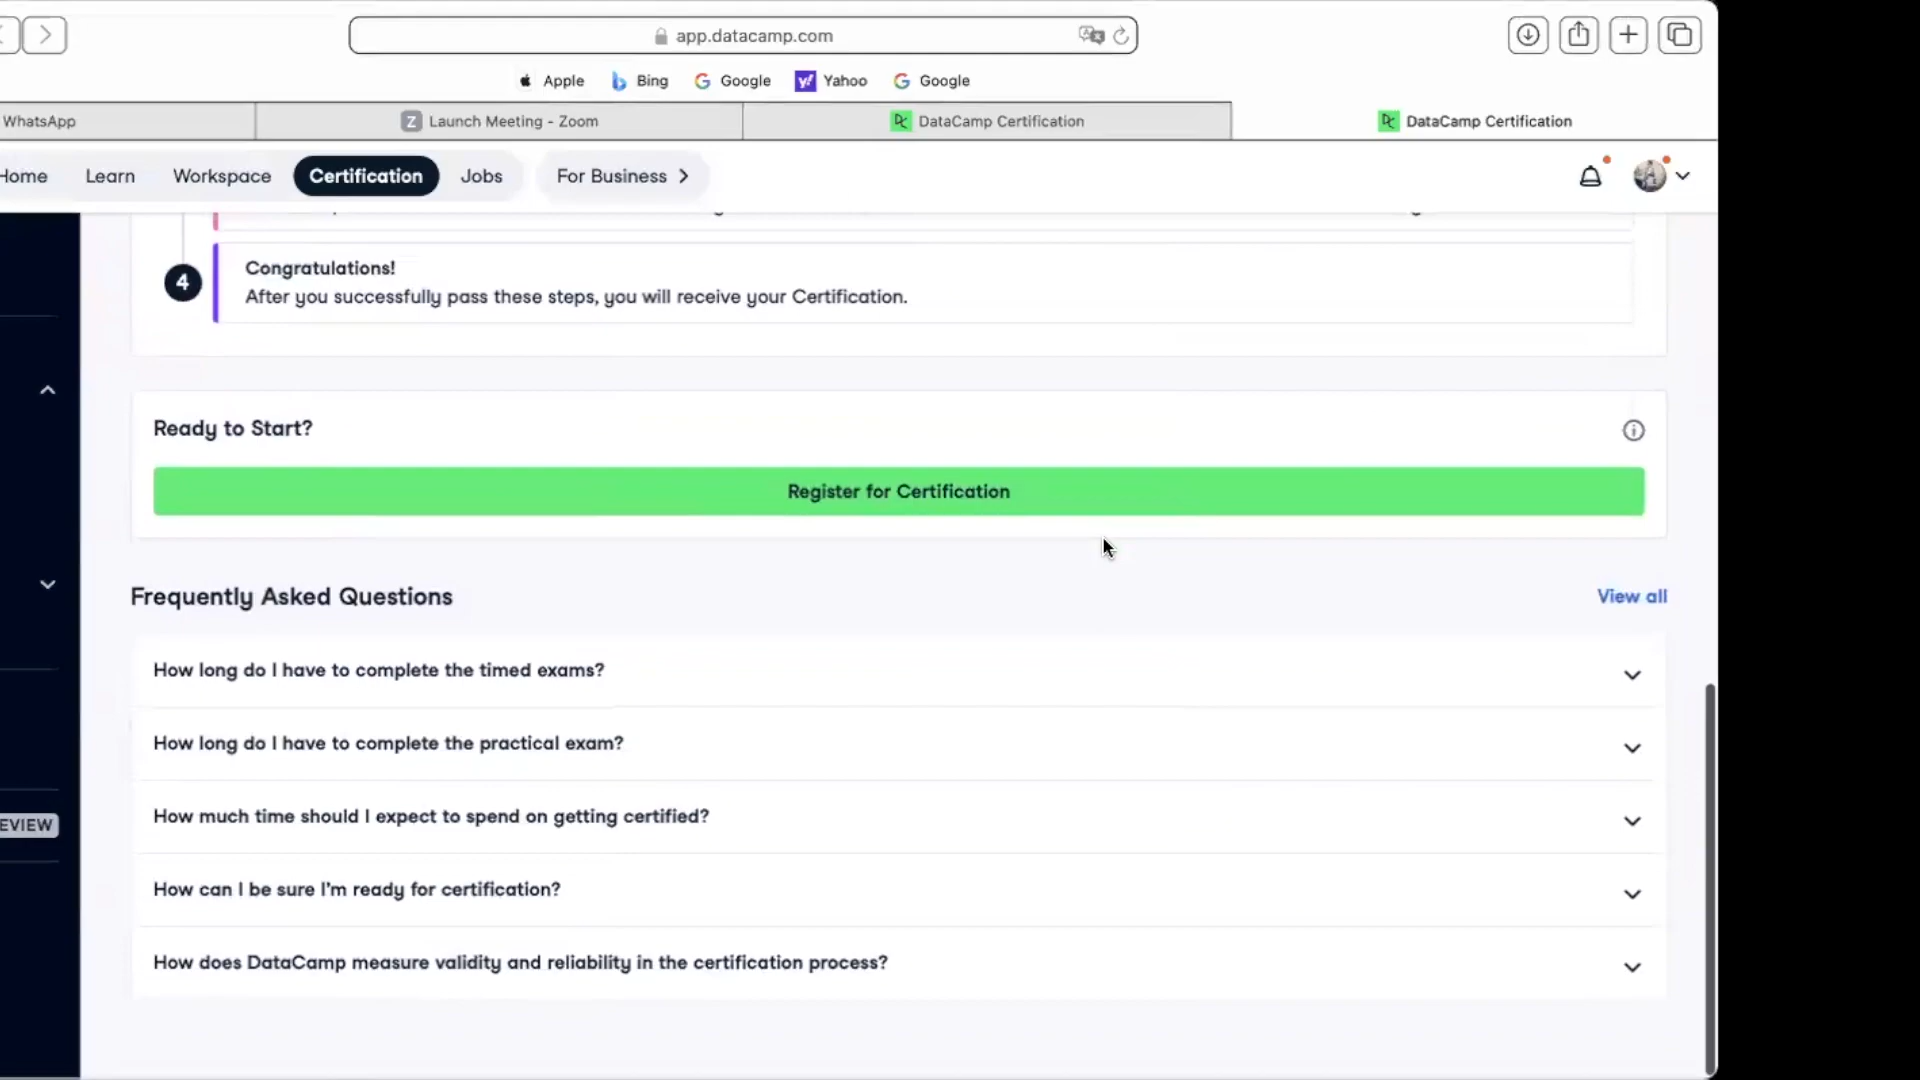 app.datacamp.com
Apple Bing Google Yahoo Google
WhatsApp Launch Meeting - Zoom DataCamp Certification DataCamp Certification
Home Learn Workspace Certification Jobs For Business
4
Congratulations!
After you successfully pass these steps, you will receive your Certification.
Ready to Start?
Register for Certification
Frequently Asked Questions View all
How long do I have to complete the timed exams?
How long do I have to complete the practical exam?
How much time should I expect to spend on getting certified?
EVIEW
How can I be sure I'm ready for certification?
How does DataCamp measure validity and reliability in the certification process?